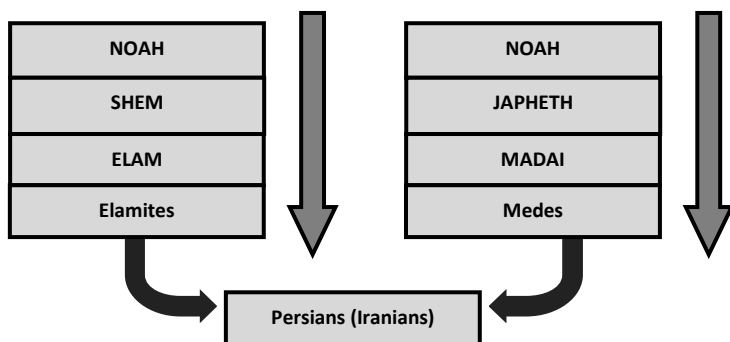 NOAH
SHEM
ELAM
Elamites
NOAH
JAPHETH
MADAI
Medes
Persians (Iranians)